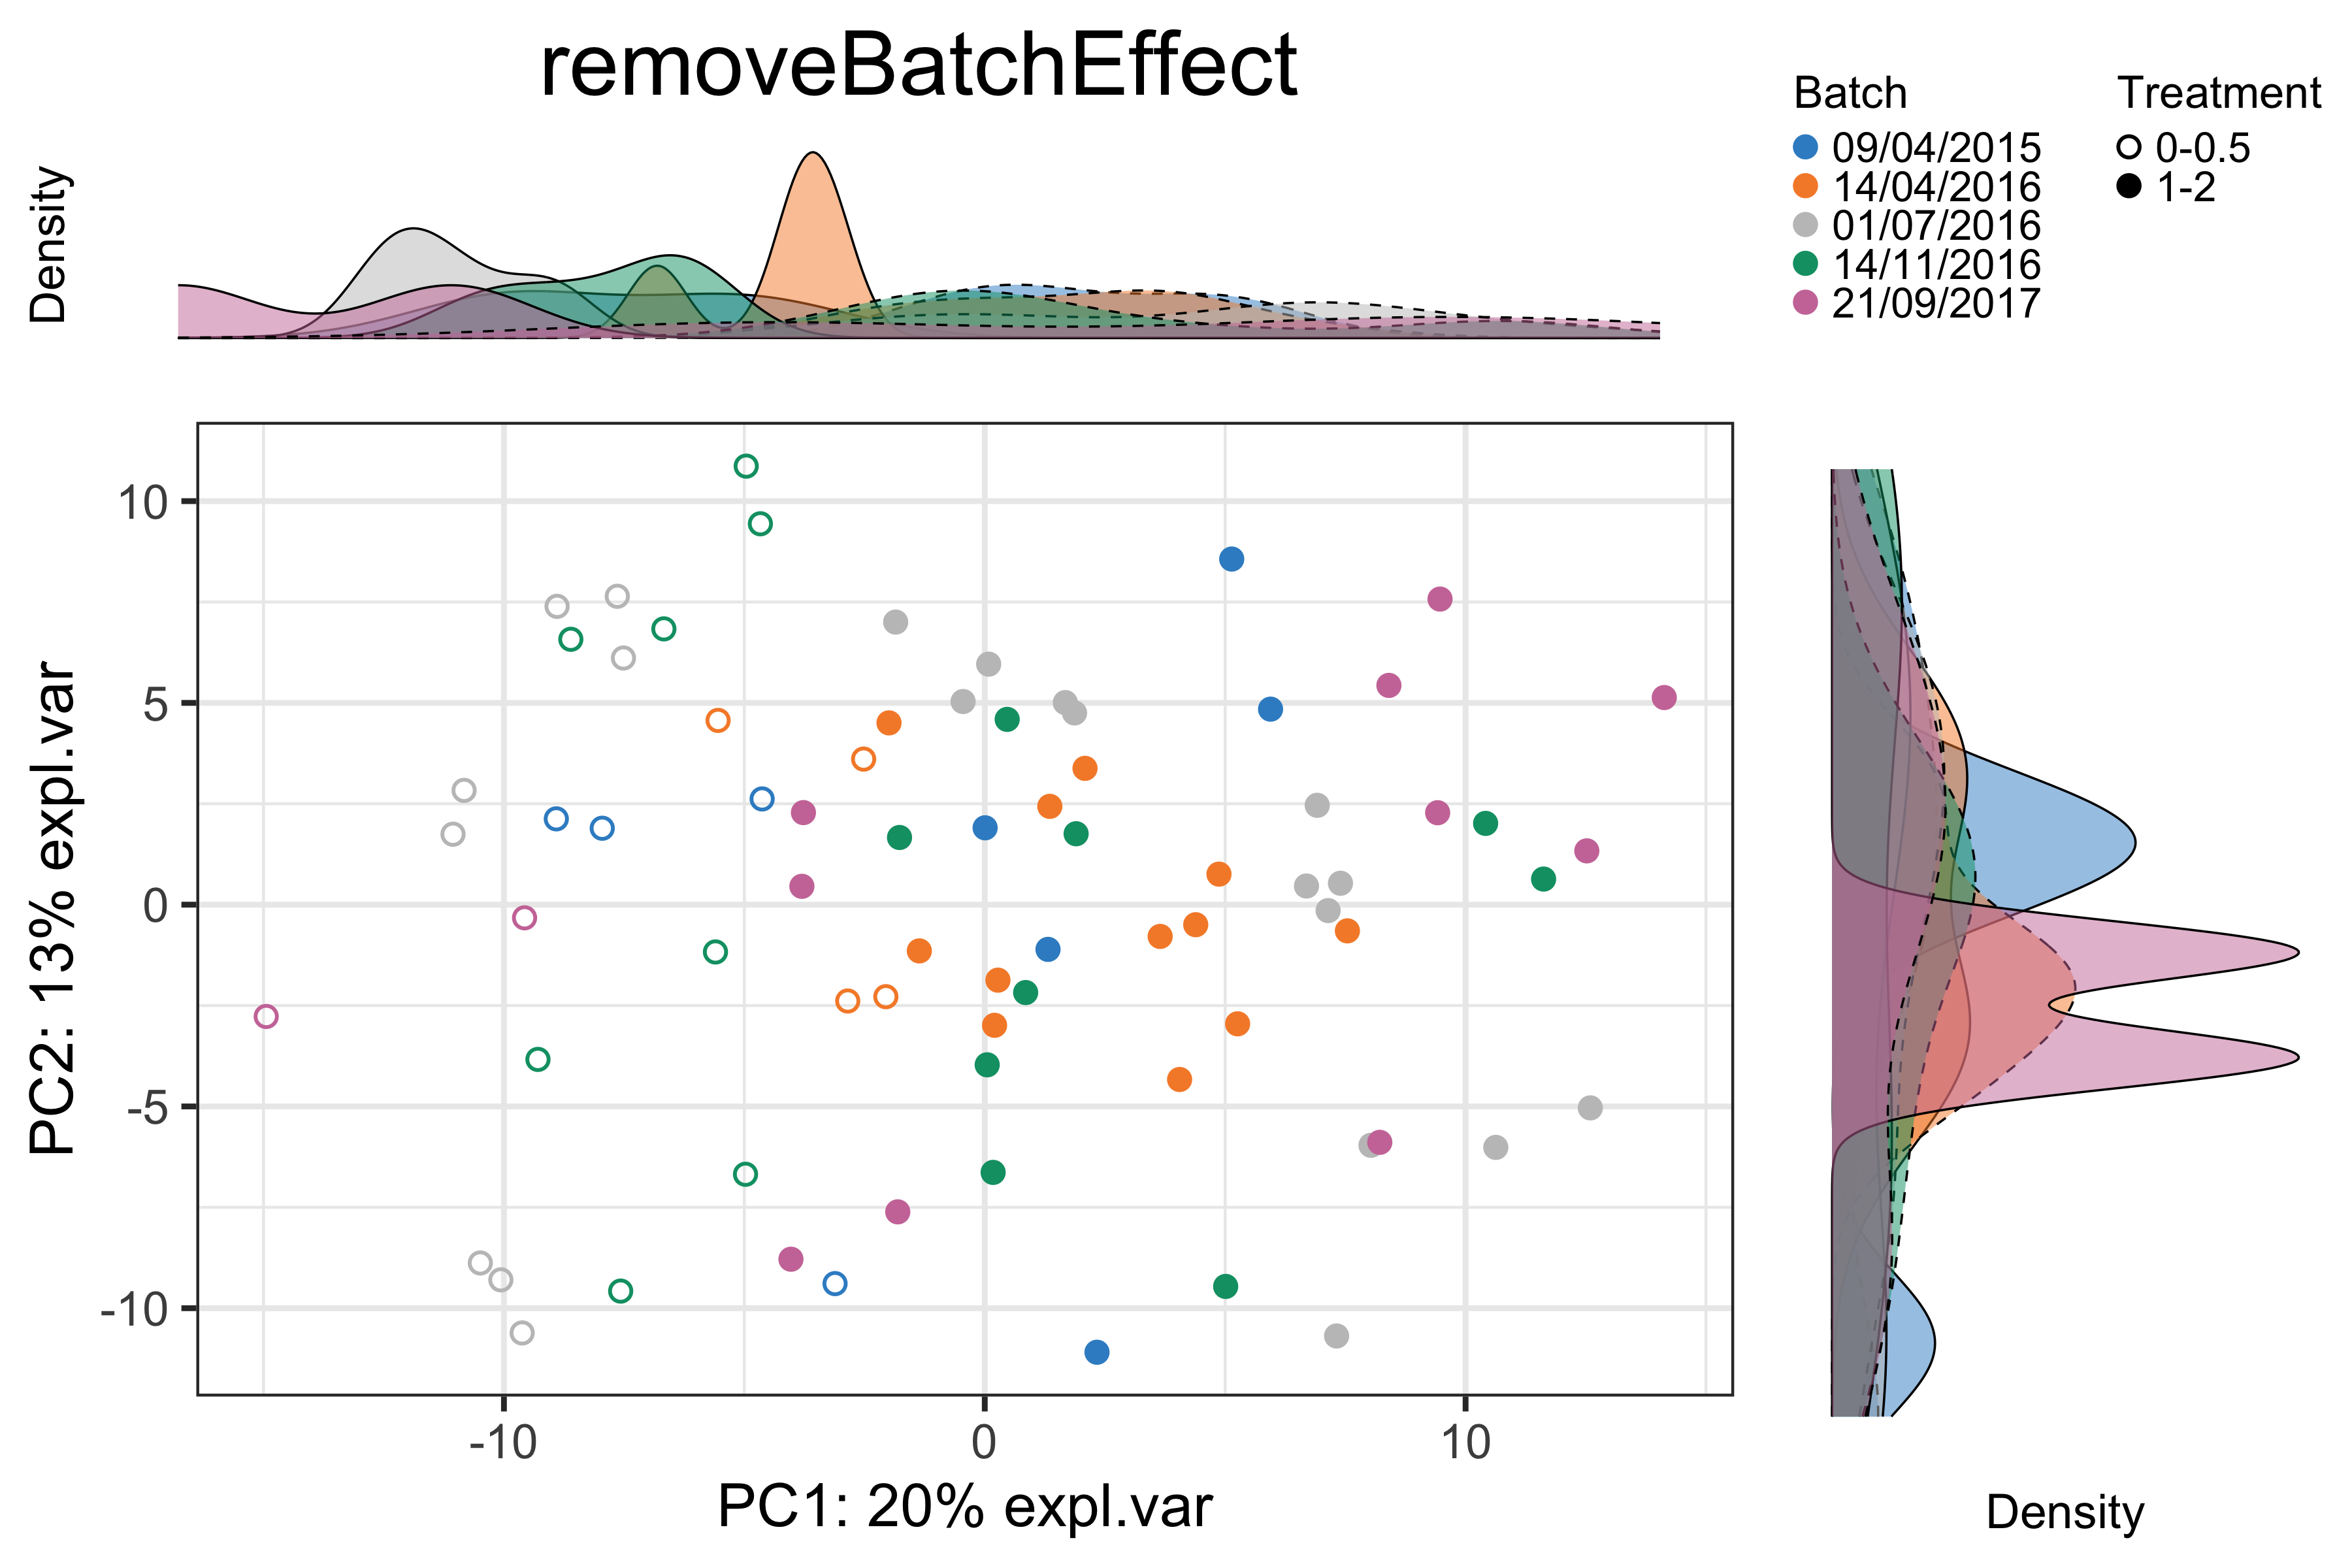 removeBatchEffect
Density
Batch
09/04/2015
14/04/2016
01/07/2016
14/11/2016
21/09/2017
Treatment
0-0.5
1-2
PC2: 13% expl.var
10
5
0
-5
-10
-10
0
10
PC1: 20% expl.var
Density